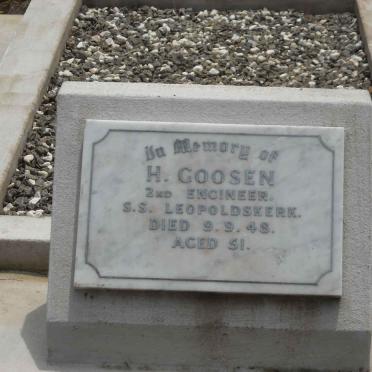 In Memory of
H. GOOSEN
2ND ENGINEER.
S.S. LEOPOLDSKERK.
DIED 9.9.48.
AGED 51.